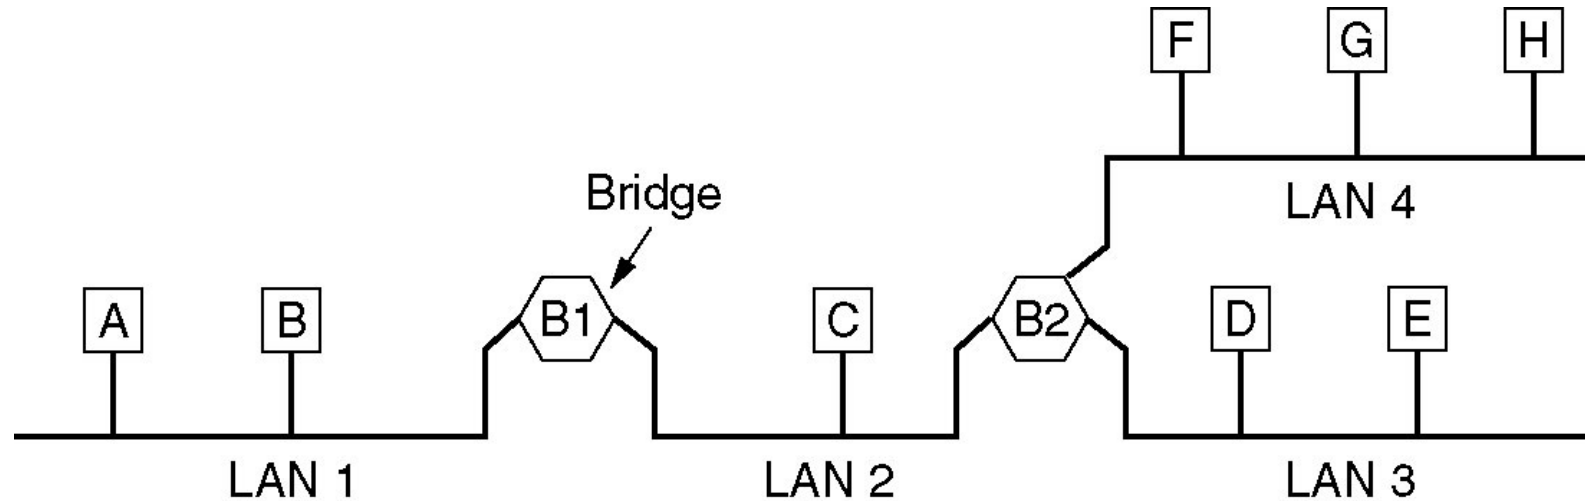 F G H
LAN 4
Bridge
A B B1 C B2 D E
LAN 1 LAN 2 LAN 3